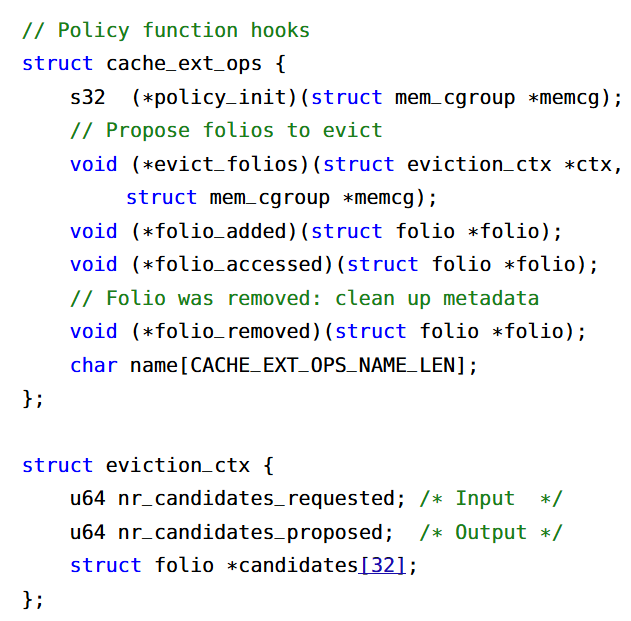 // Policy function hooks
struct cache_ext_ops {
    s32  (*policy_init)(struct mem_cgroup *memcg);
    // Propose folios to evict
    void (*evict_folios)(struct eviction_ctx *ctx,
        struct mem_cgroup *memcg);
    void (*folio_added)(struct folio *folio);
    void (*folio_accessed)(struct folio *folio);
    // Folio was removed: clean up metadata
    void (*folio_removed)(struct folio *folio);
    char name[CACHE_EXT_OPS_NAME_LEN];
};

struct eviction_ctx {
    u64 nr_candidates_requested; /* Input  */
    u64 nr_candidates_proposed;  /* Output */
    struct folio *candidates[32];
};